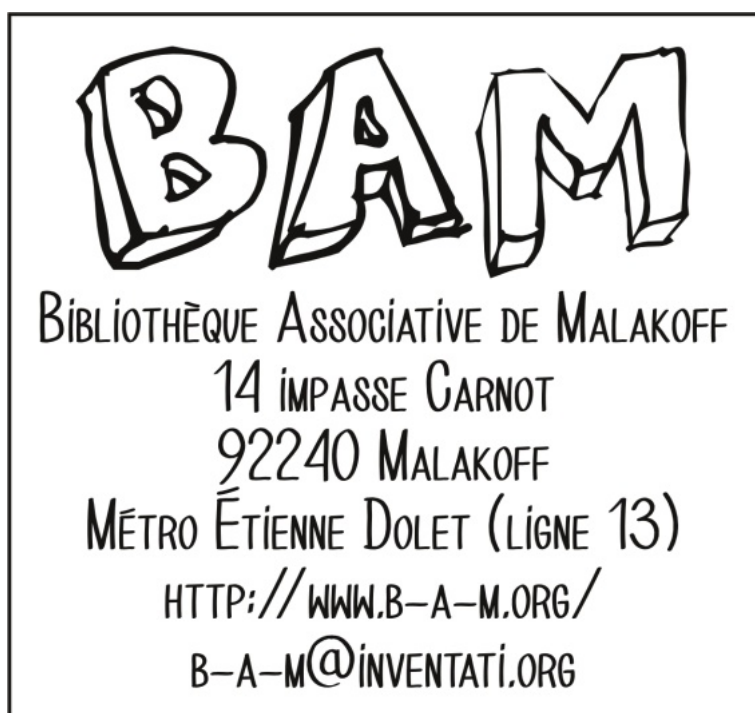 BAM
Bibliothèque Associative de Malakoff
14 impasse Carnot
92240 Malakoff
Métro Étienne Dolet (ligne 13)
http://www.b-a-m.org/
b-a-m@inventati.org